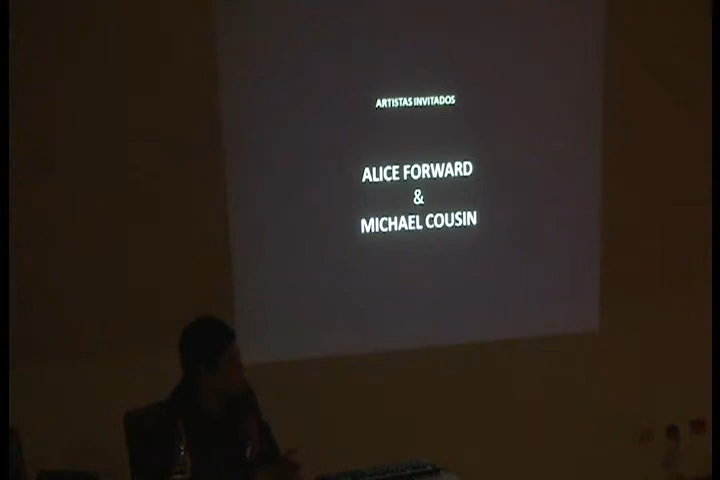 ARTISTAS INVITADOS
ALICE FORWARD
&
MICHAEL COUSIN